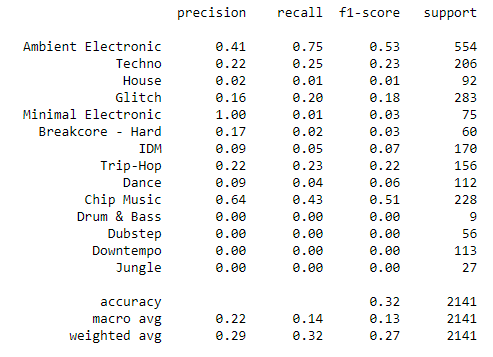 precision recall f1-score support
Ambient Electronic 0.41 0.75 0.53 554
Techno 0.22 0.25 0.23 206
House 0.02 0.01 0.01 92
Glitch 0.16 0.20 0.18 283
Minimal Electronic 1.00 0.01 0.03 75
Breakcore - Hard 0.17 0.02 0.03 60
IDM 0.09 0.05 0.07 170
Trip-Hop 0.22 0.23 0.22 156
Dance 0.09 0.04 0.06 112
Chip Music 0.64 0.43 0.51 228
Drum & Bass 0.00 0.00 0.00 9
Dubstep 0.00 0.00 0.00 56
Downtempo 0.00 0.00 0.00 113
Jungle 0.00 0.00 0.00 27
accuracy 0.32 2141
macro avg 0.22 0.14 0.13 2141
weighted avg 0.29 0.32 0.27 2141